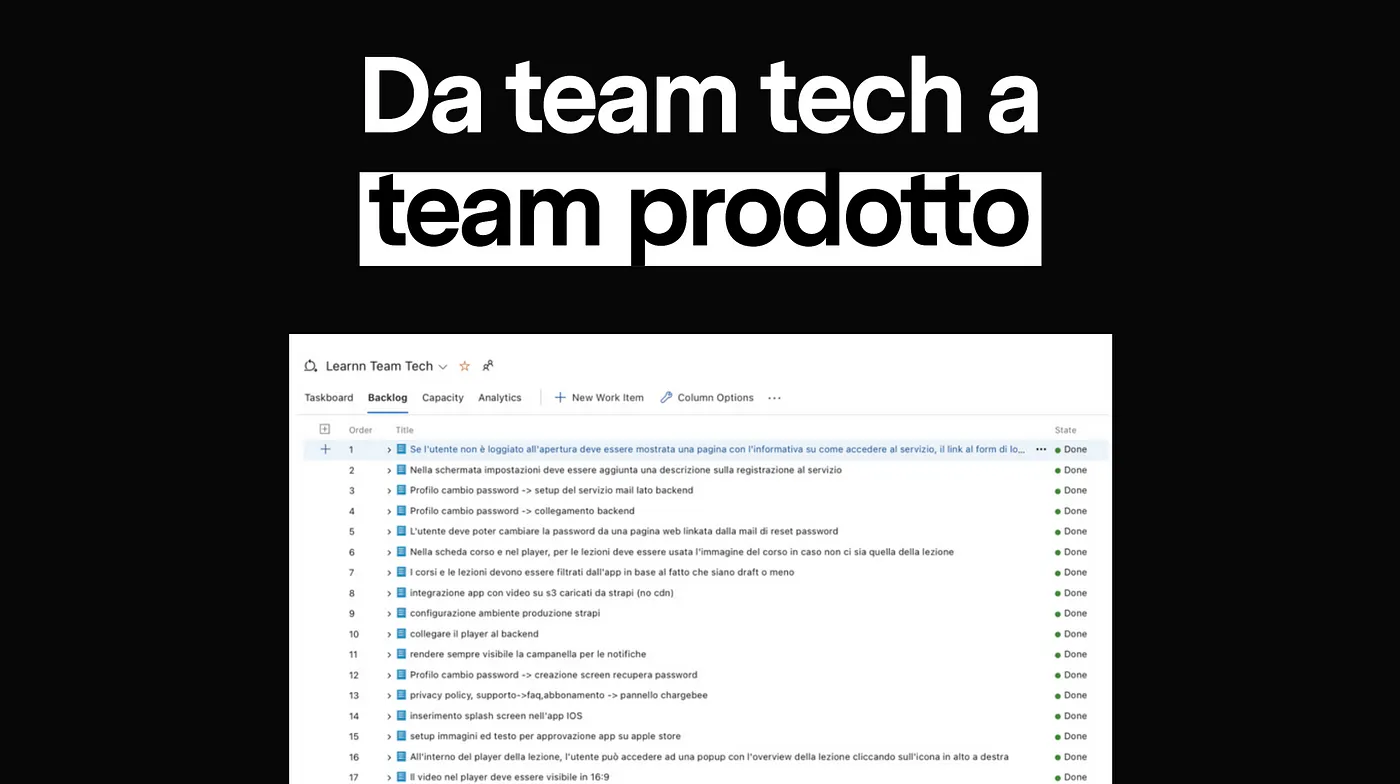 Da team tech a
team prodotto
Learnn Team Tech
Taskboard Backlog Capacity Analytics New Work Item Column Options ...
Order Title State
1 Se l'utente non è loggiato all'apertura deve essere mostrata una pagina con l'informativa su come accedere al servizio, il link al form di lo... ... Done
2 Nella schermata impostazioni deve essere aggiunta una descrizione sulla registrazione al servizio Done
3 Profilo cambio password -> setup del servizio mail lato backend Done
4 Profilo cambio password -> collegamento backend Done
5 L'utente deve poter cambiare la password da una pagina web linkata dalla mail di reset password Done
6 Nella scheda corso e nel player, per le lezioni deve essere usata l'immagine del corso in caso non ci sia quella della lezione Done
7 I corsi e le lezioni devono essere filtrati dall'app in base al fatto che siano draft o meno Done
8 integrazione app con video su s3 caricati da strapi (no cdn) Done
9 configurazione ambiente produzione strapi Done
10 collegare il player al backend Done
11 rendere sempre visibile la campanella per le notifiche Done
12 Profilo cambio password -> creazione screen recupera password Done
13 privacy policy, supporto->faq,abbonamento -> pannello chargebee Done
14 inserimento splash screen nell'app IOS Done
15 setup immagini ed testo per approvazione app su apple store Done
16 All'interno del player della lezione, l'utente può accedere ad una popup con l'overview della lezione cliccando sull'icona in alto a destra Done
17 Il video nel player deve essere visibile in 16:9 Done